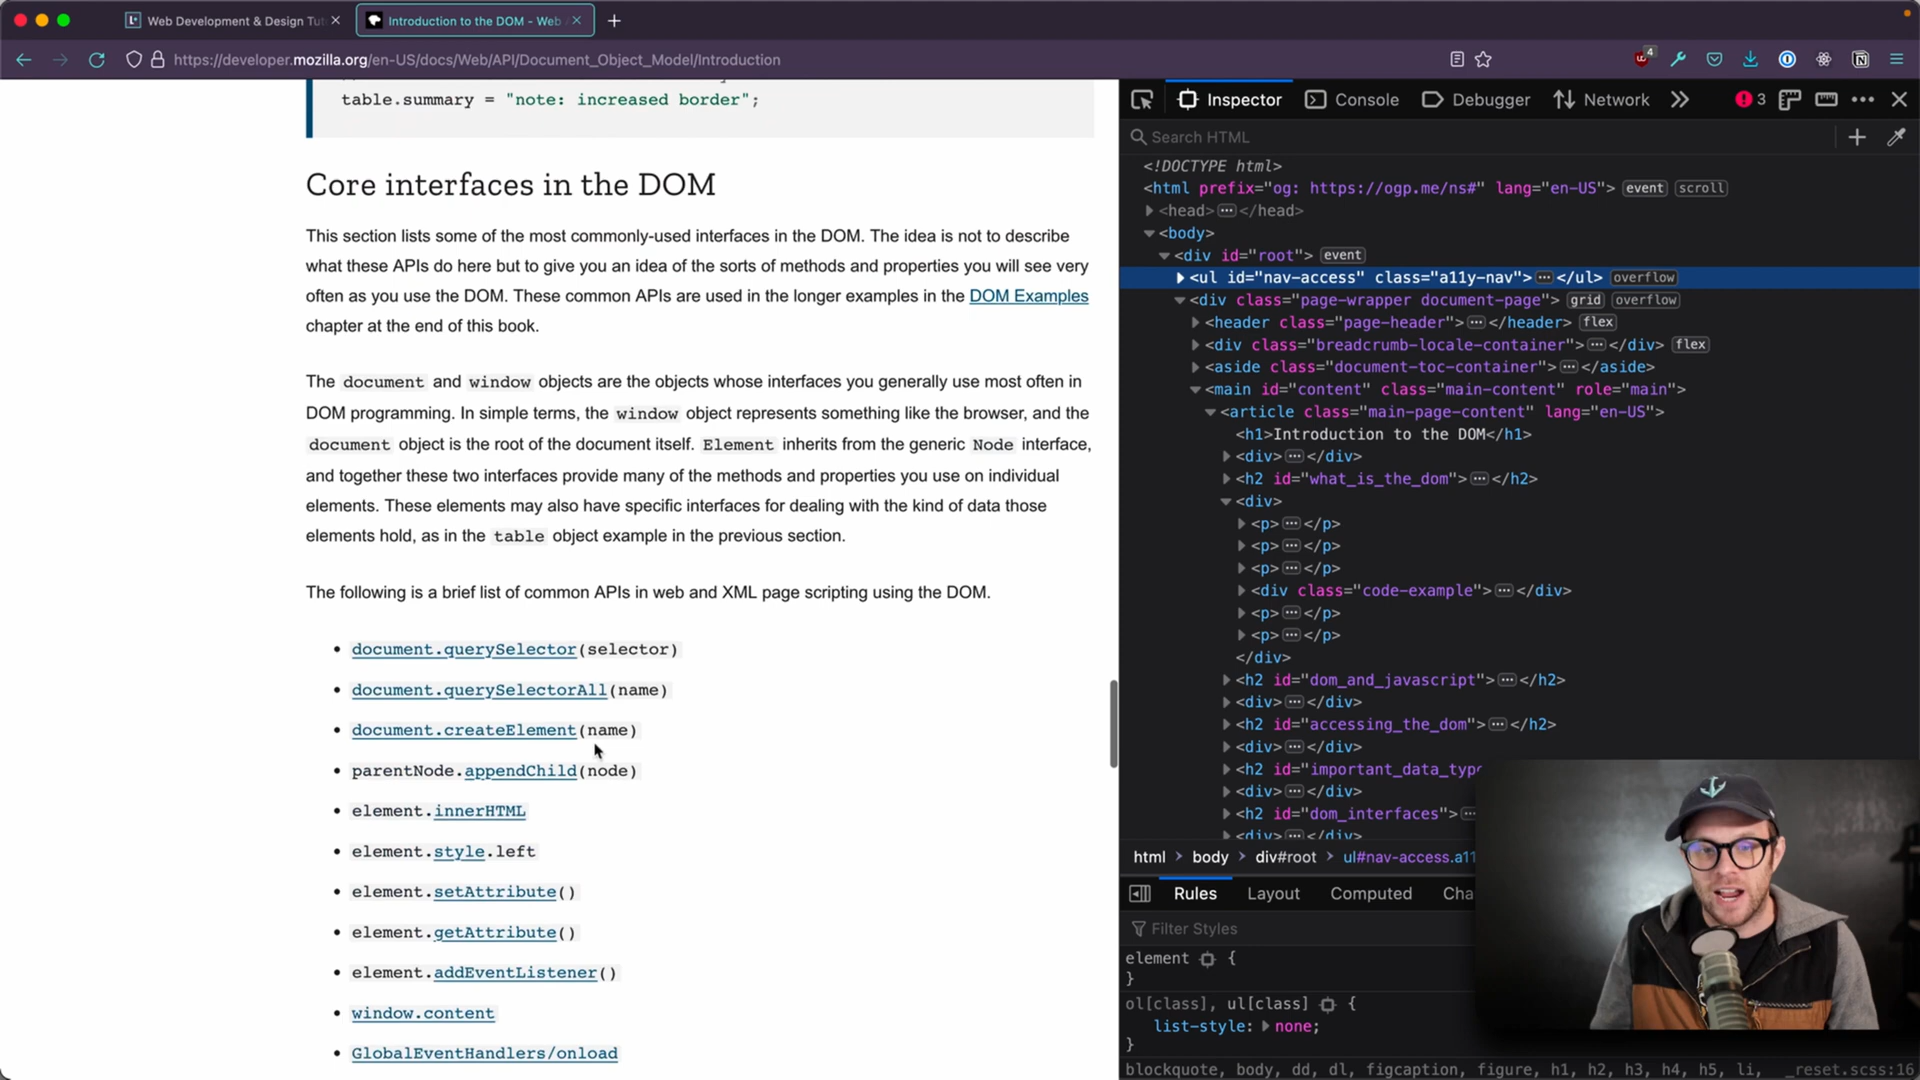 Web Development & Design Tut
Introduction to the DOM - Web
https://developer.mozilla.org/en-US/docs/Web/API/Document_Object_Model/Introduction
4
table.summary = "note: increased border";
Core interfaces in the DOM
This section lists some of the most commonly-used interfaces in the DOM. The idea is not to describe
what these APIs do here but to give you an idea of the sorts of methods and properties you will see very
often as you use the DOM. These common APIs are used in the longer examples in the DOM Examples
chapter at the end of this book.
The document and window objects are the objects whose interfaces you generally use most often in
DOM programming. In simple terms, the window object represents something like the browser, and the
document object is the root of the document itself. Element inherits from the generic Node interface,
and together these two interfaces provide many of the methods and properties you use on individual
elements. These elements may also have specific interfaces for dealing with the kind of data those
elements hold, as in the table object example in the previous section.
The following is a brief list of common APIs in web and XML page scripting using the DOM.
• document.querySelector(selector)
• document.querySelectorAll(name)
• document.createElement(name)
• parentNode.appendChild(node)
• element.innerHTML
• element.style.left
• element.setAttribute()
• element.getAttribute()
• element.addEventListener()
• window.content
• GlobalEventHandlers/onload
Inspector Console Debugger Network 3
Search HTML
<!DOCTYPE html>
<html prefix="og: https://ogp.me/ns#" lang="en-US"> event scroll
<head>…</head>
<body>
<div id="root"> event
<ul id="nav-access" class="a11y-nav">…</ul> overflow
<div class="page-wrapper document-page"> grid overflow
<header class="page-header">…</header> flex
<div class="breadcrumb-locale-container">…</div> flex
<aside class="document-toc-container">…</aside>
<main id="content" class="main-content" role="main">
<article class="main-page-content" lang="en-US">
<h1>Introduction to the DOM</h1>
<div>…</div>
<h2 id="what_is_the_dom">…</h2>
<div>
<p>…</p>
<p>…</p>
<p>…</p>
<div class="code-example">…</div>
<p>…</p>
<p>…</p>
</div>
<h2 id="dom_and_javascript">…</h2>
<div>…</div>
<h2 id="accessing_the_dom">…</h2>
<div>…</div>
<h2 id="important_data_type
<div>…</div>
<h2 id="dom_interfaces">…
<div>…</div>
html > body > div#root > ul#nav-access.a11
Rules Layout Computed Cha
Filter Styles
element {
}
ol[class], ul[class] {
list-style: none;
}
blockquote, body, dd, dl, figcaption, figure, h1, h2, h3, h4, h5, li, _reset.scss:16